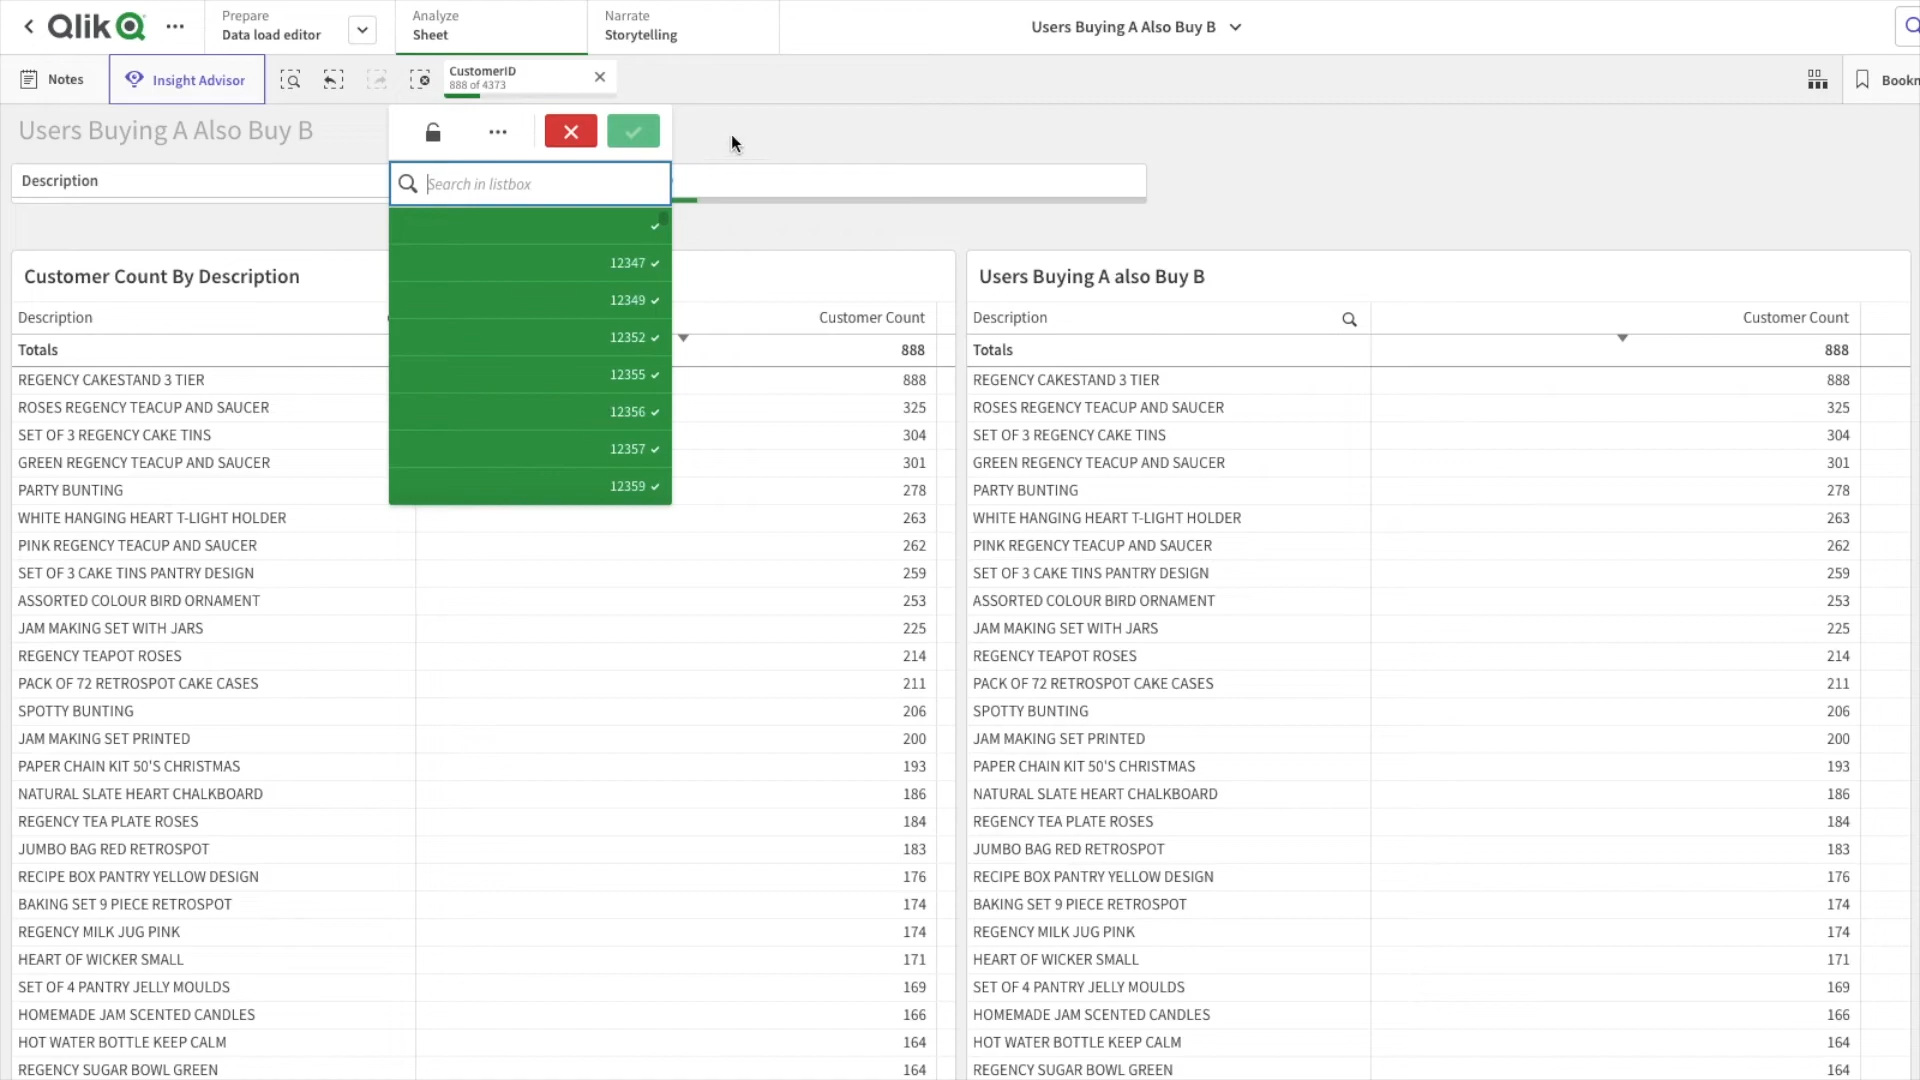 Qlik
Prepare
Data load editor
Analyze
Sheet
Narrate
Storytelling
Users Buying A Also Buy B
Notes
Insight Advisor
CustomerID
888 of 4373
Bookn
Users Buying A Also Buy B
Description
Search in listbox
12347
12349
12352
12355
12356
12357
12359
Customer Count By Description
Description Customer Count
Totals 888
REGENCY CAKESTAND 3 TIER 888
ROSES REGENCY TEACUP AND SAUCER 325
SET OF 3 REGENCY CAKE TINS 304
GREEN REGENCY TEACUP AND SAUCER 301
PARTY BUNTING 278
WHITE HANGING HEART T-LIGHT HOLDER 263
PINK REGENCY TEACUP AND SAUCER 262
SET OF 3 CAKE TINS PANTRY DESIGN 259
ASSORTED COLOUR BIRD ORNAMENT 253
JAM MAKING SET WITH JARS 225
REGENCY TEAPOT ROSES 214
PACK OF 72 RETROSPOT CAKE CASES 211
SPOTTY BUNTING 206
JAM MAKING SET PRINTED 200
PAPER CHAIN KIT 50'S CHRISTMAS 193
NATURAL SLATE HEART CHALKBOARD 186
REGENCY TEA PLATE ROSES 184
JUMBO BAG RED RETROSPOT 183
RECIPE BOX PANTRY YELLOW DESIGN 176
BAKING SET 9 PIECE RETROSPOT 174
REGENCY MILK JUG PINK 174
HEART OF WICKER SMALL 171
SET OF 4 PANTRY JELLY MOULDS 169
HOMEMADE JAM SCENTED CANDLES 166
HOT WATER BOTTLE KEEP CALM 164
REGENCY SUGAR BOWL GREEN 164
Users Buying A also Buy B
Description Customer Count
Totals 888
REGENCY CAKESTAND 3 TIER 888
ROSES REGENCY TEACUP AND SAUCER 325
SET OF 3 REGENCY CAKE TINS 304
GREEN REGENCY TEACUP AND SAUCER 301
PARTY BUNTING 278
WHITE HANGING HEART T-LIGHT HOLDER 263
PINK REGENCY TEACUP AND SAUCER 262
SET OF 3 CAKE TINS PANTRY DESIGN 259
ASSORTED COLOUR BIRD ORNAMENT 253
JAM MAKING SET WITH JARS 225
REGENCY TEAPOT ROSES 214
PACK OF 72 RETROSPOT CAKE CASES 211
SPOTTY BUNTING 206
JAM MAKING SET PRINTED 200
PAPER CHAIN KIT 50'S CHRISTMAS 193
NATURAL SLATE HEART CHALKBOARD 186
REGENCY TEA PLATE ROSES 184
JUMBO BAG RED RETROSPOT 183
RECIPE BOX PANTRY YELLOW DESIGN 176
BAKING SET 9 PIECE RETROSPOT 174
REGENCY MILK JUG PINK 174
HEART OF WICKER SMALL 171
SET OF 4 PANTRY JELLY MOULDS 169
HOMEMADE JAM SCENTED CANDLES 166
HOT WATER BOTTLE KEEP CALM 164
REGENCY SUGAR BOWL GREEN 164